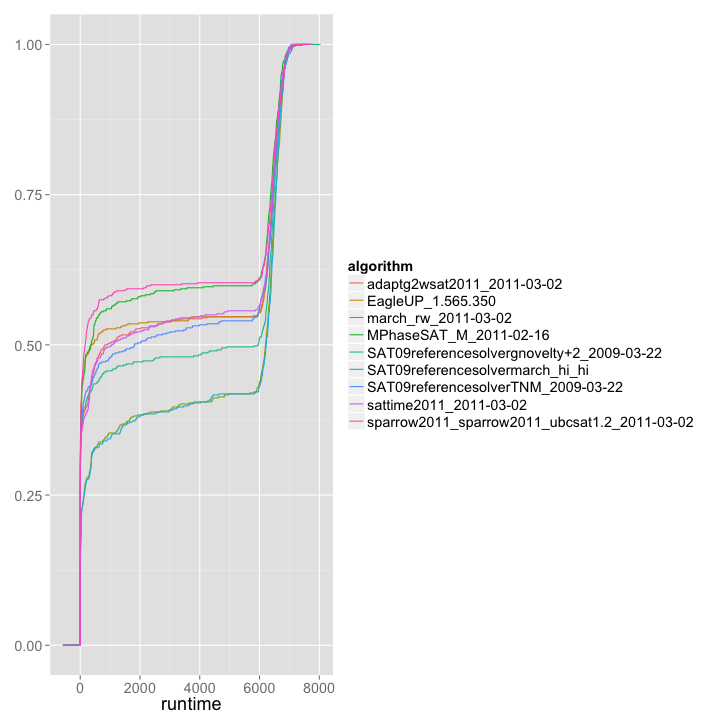 1.00
0.75
0.50
0.25
0.00
0 2000 4000 6000 8000
runtime
algorithm
adaptg2wsat2011_2011-03-02
EagleUP_1.565.350
march_rw_2011-03-02
MPhaseSAT_M_2011-02-16
SAT09referencesolvergnovelty+2_2009-03-22
SAT09referencesolvermarch_hi_hi
SAT09referencesolverTNM_2009-03-22
sattime2011_2011-03-02
sparrow2011_sparrow2011_ubcsat1.2_2011-03-02